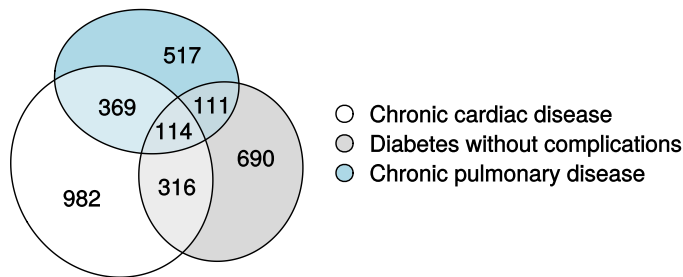 517
369
111
114
690
316
982
Chronic cardiac disease
Diabetes without complications
Chronic pulmonary disease